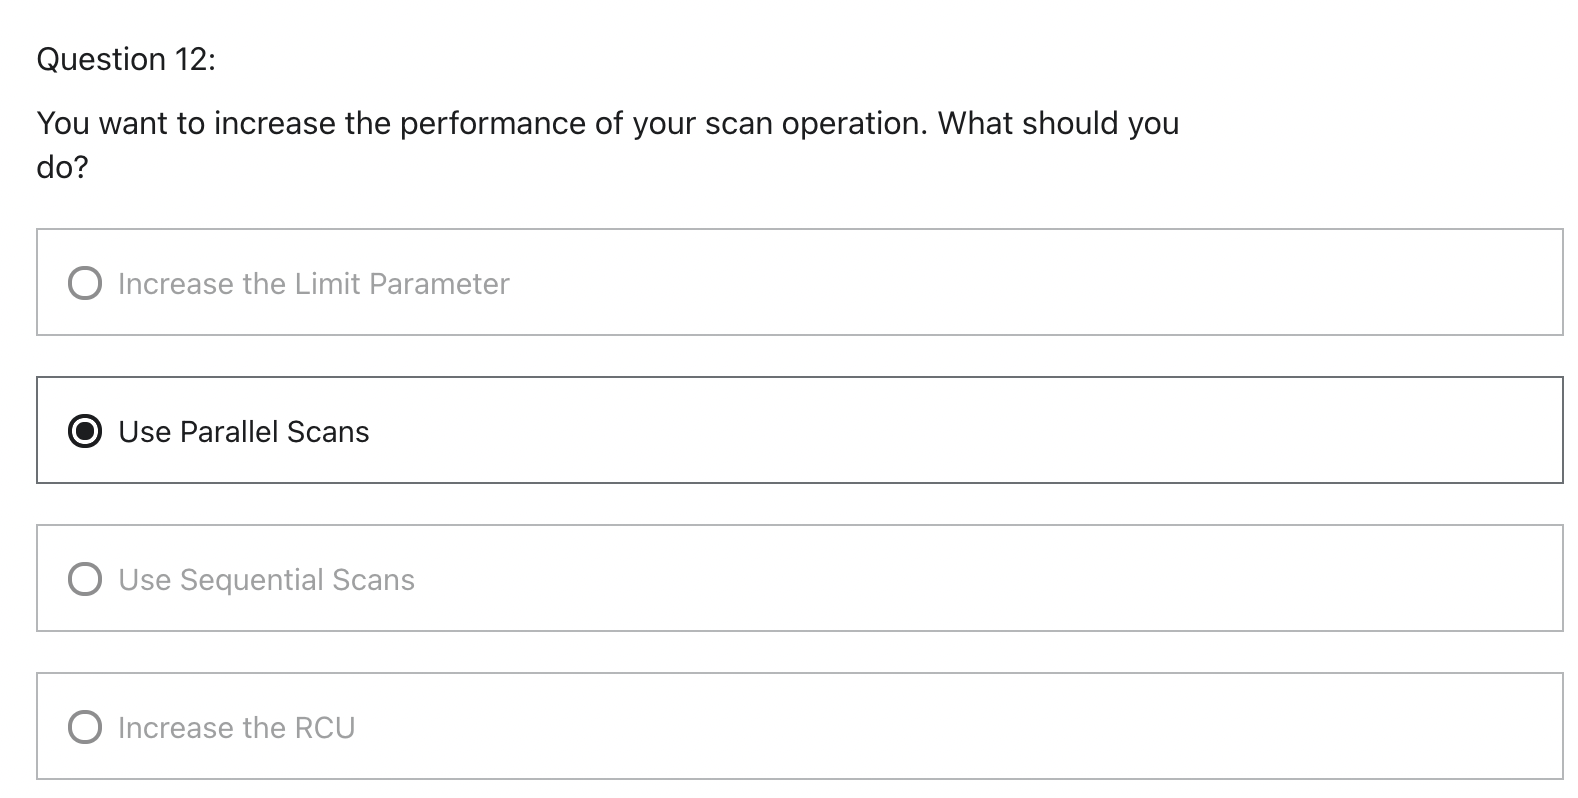 Question 12:
You want to increase the performance of your scan operation. What should you
do?
Increase the Limit Parameter
Use Parallel Scans
Use Sequential Scans
Increase the RCU